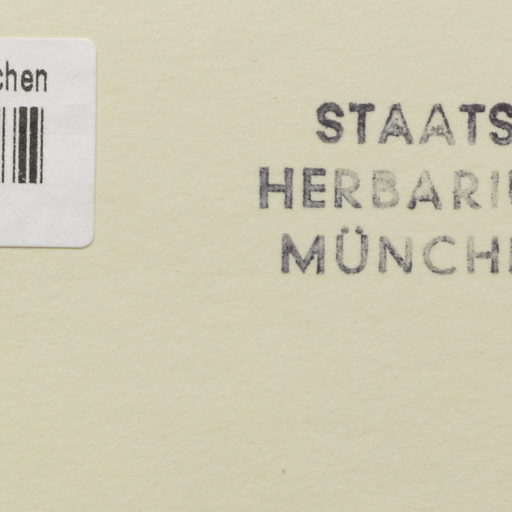 chen
STAATS
HERBARIU
MÜNCHE